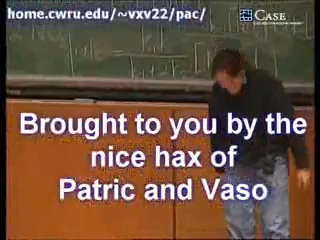 home.cwru.edu/~vxv22/pac/
CASE
Brought to you by the
nice hax of
Patric and Vaso